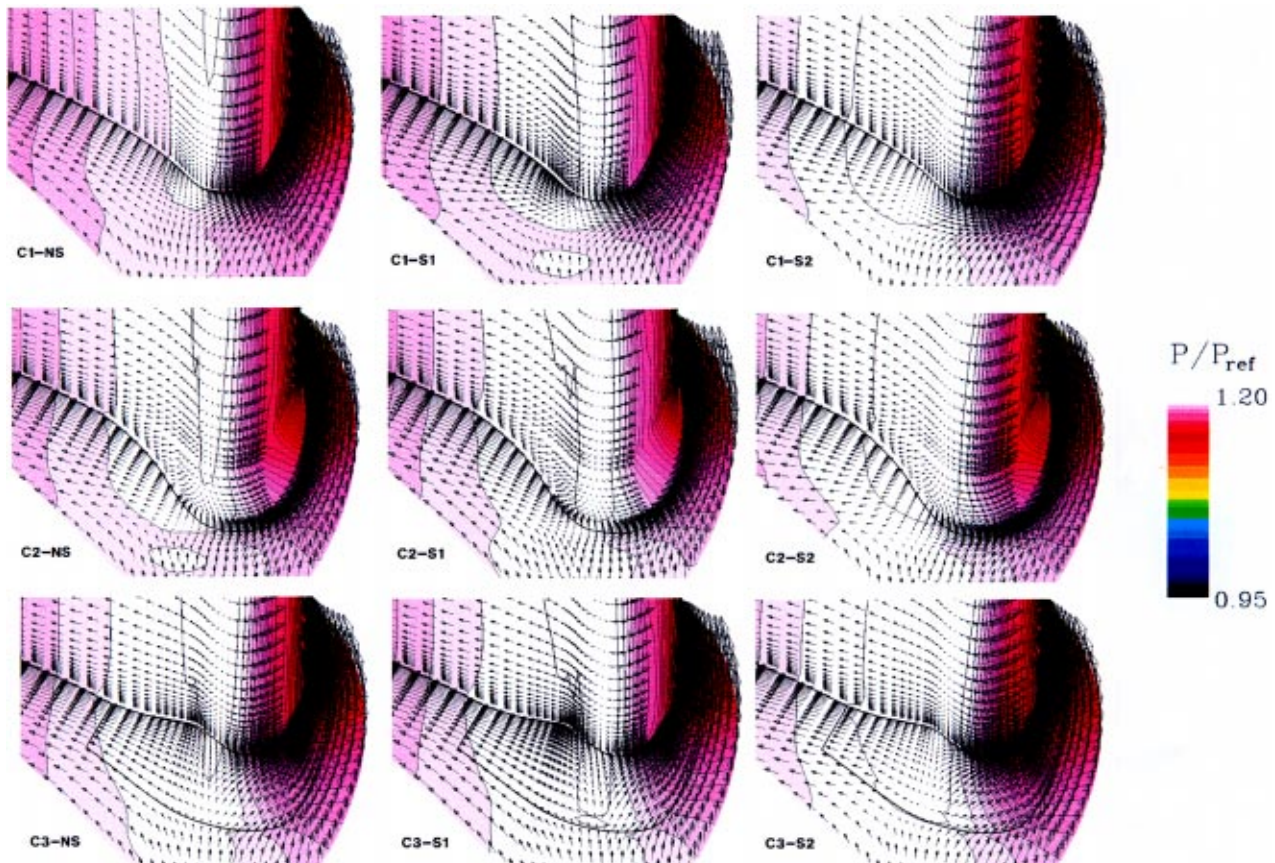 C1–NS
C1–S1
C1–S2
C2–NS
C2–S1
C2–S2
P/Pref
1.20
0.95
C3–NS
C3–S1
C3–S2